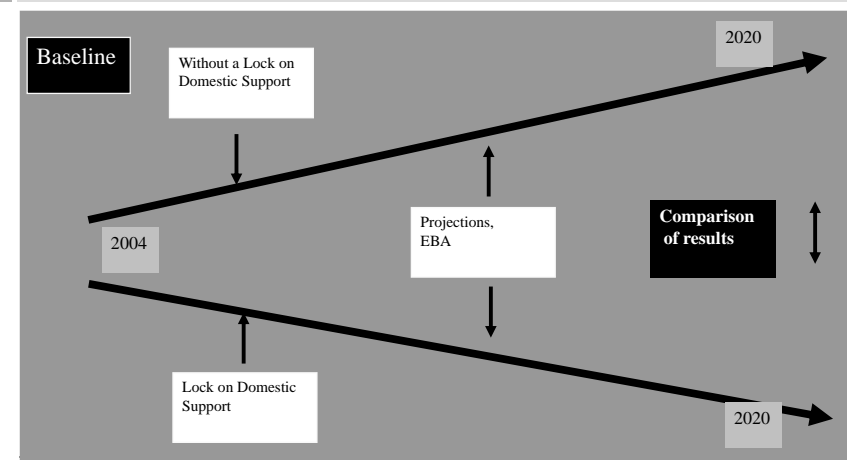 2020
Baseline
Without a Lock on
Domestic Support
Projections,
EBA
Comparison
of results
2004
Lock on Domestic
Support
2020